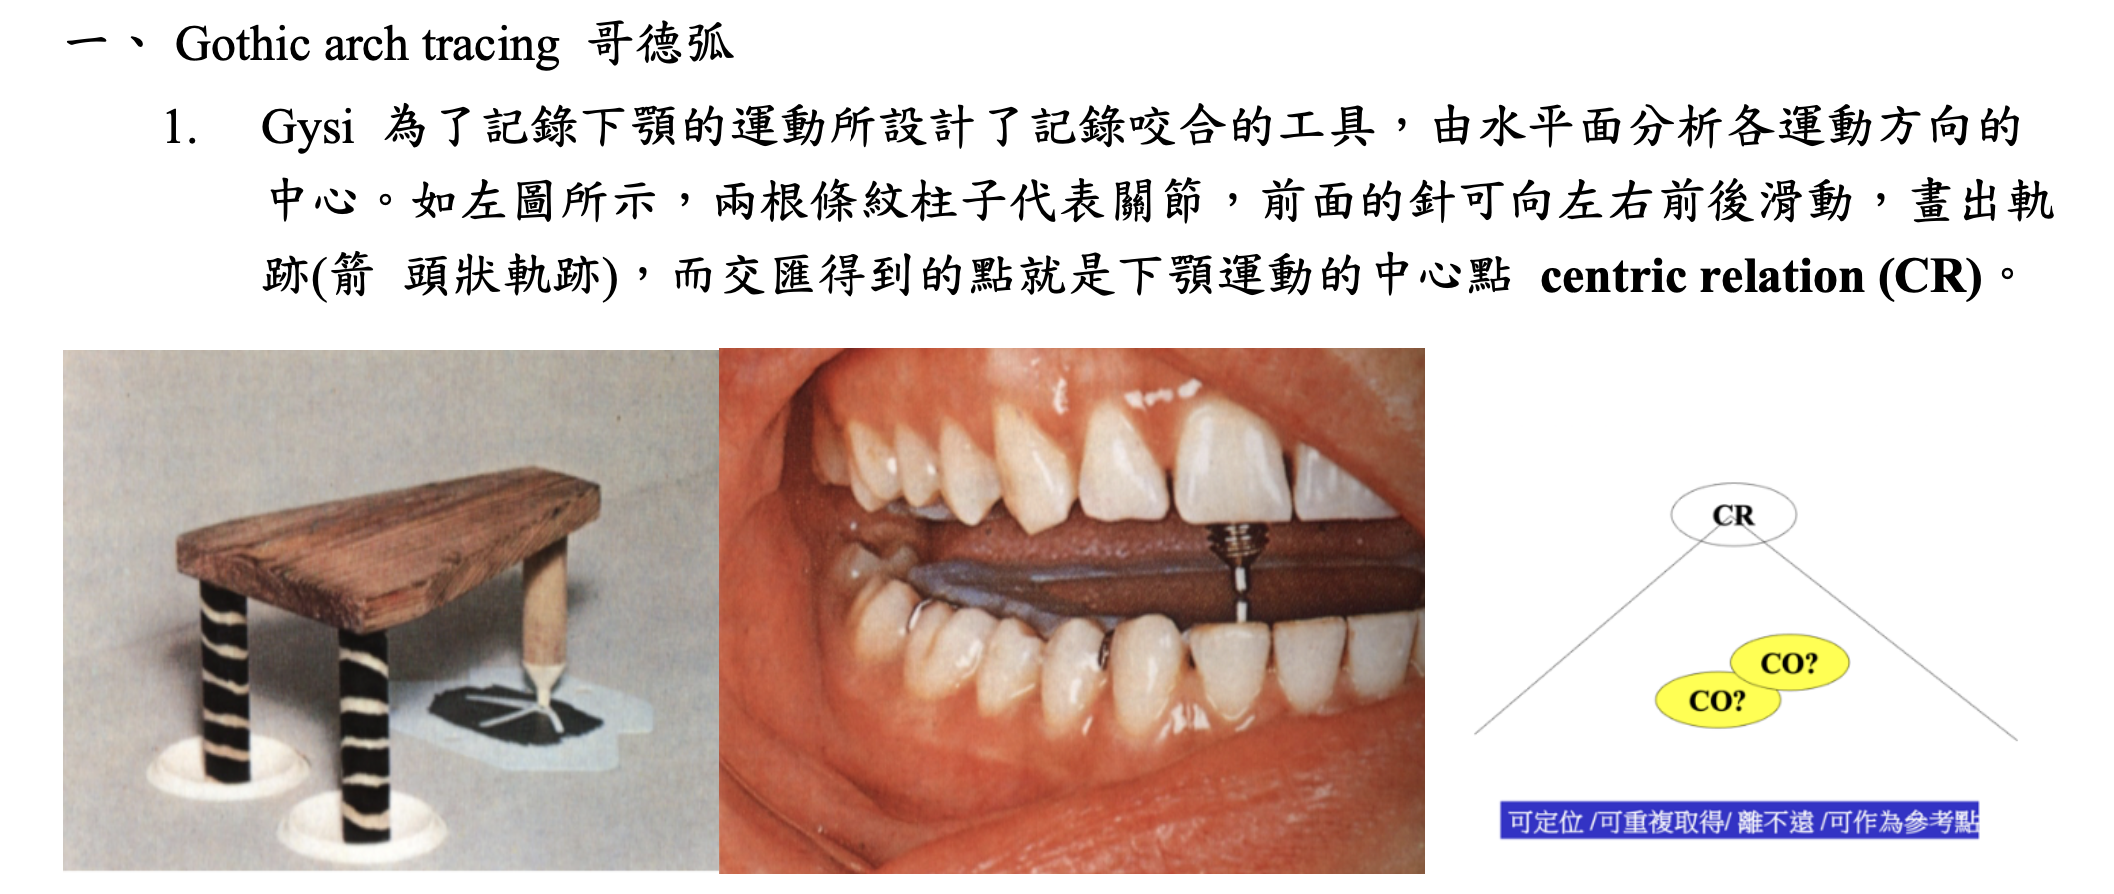 一、 Gothic arch tracing 哥德弧
1. Gysi 為了記錄下顎的運動所設計了記錄咬合的工具，由水平面分析各運動方向的
中心。如左圖所示，兩根條紋柱子代表關節，前面的針可向左右前後滑動，畫出軌
跡(箭 頭狀軌跡)，而交匯得到的點就是下顎運動的中心點 centric relation (CR)。
CR
CO?
CO?
可定位 /可重複取得/ 離不遠 /可作為參考點